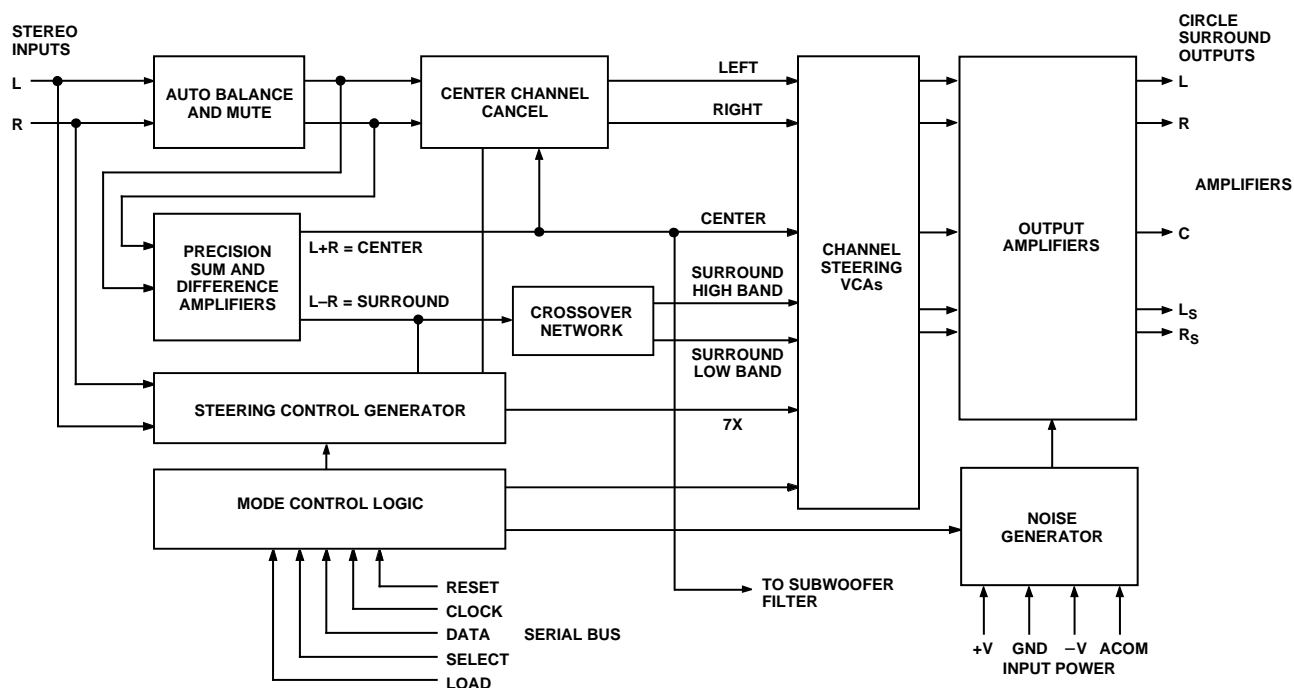 STEREO
INPUTS
L
R
AUTO BALANCE
AND MUTE
CENTER CHANNEL
CANCEL
LEFT
RIGHT
CIRCLE
SURROUND
OUTPUTS
L
R
AMPLIFIERS
C
LS
RS
PRECISION
SUM AND
DIFFERENCE
AMPLIFIERS
L+R = CENTER
L–R = SURROUND
CENTER
SURROUND
HIGH BAND
CROSSOVER
NETWORK
SURROUND
LOW BAND
CHANNEL
STEERING
VCAs
OUTPUT
AMPLIFIERS
STEERING CONTROL GENERATOR
7X
MODE CONTROL LOGIC
NOISE
GENERATOR
RESET
CLOCK
DATA
SELECT
LOAD
SERIAL BUS
TO SUBWOOFER
FILTER
+V GND –V ACOM
INPUT POWER